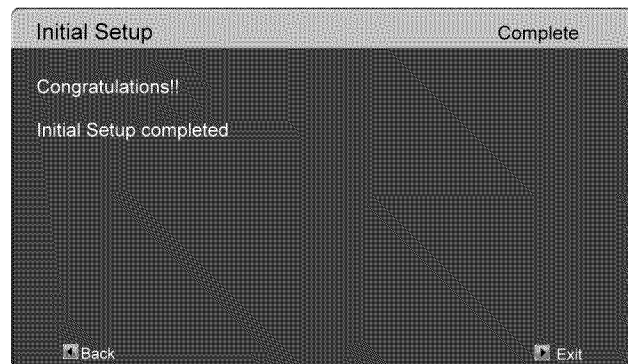 Initial Setup Complete
Congratulations!!
Initial Setup completed
Back Exit